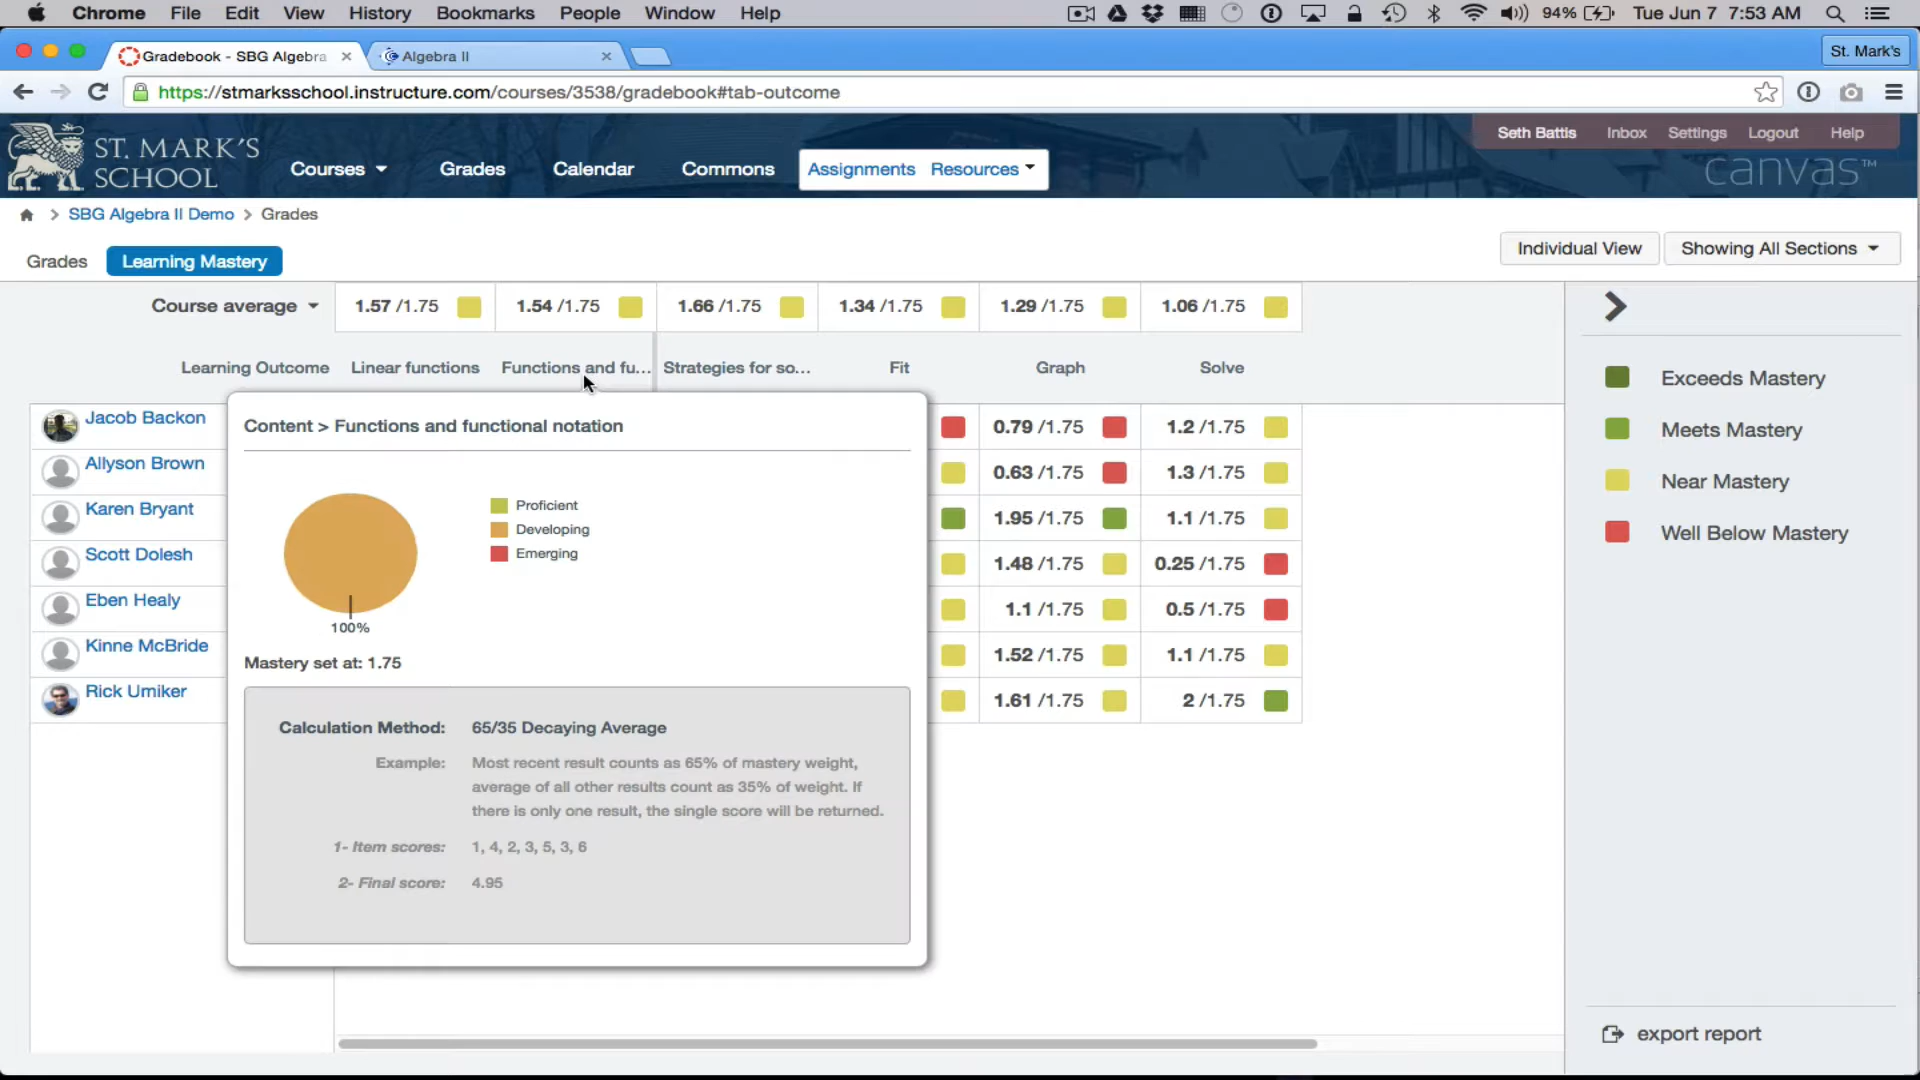 Chrome File Edit View History Bookmarks People Window Help 94% Tue Jun 7 7:53 AM
Gradebook - SBG Algebra Algebra II St. Mark's
https://stmarksschool.instructure.com/courses/3538/gradebook#tab-outcome
Seth Battis Inbox Settings Logout Help
ST. MARK'S
SCHOOL
Courses Grades Calendar Commons Assignments Resources
canvas™
SBG Algebra II Demo > Grades
Grades Learning Mastery Individual View Showing All Sections
Course average 1.57 /1.75 1.54 /1.75 1.66 /1.75 1.34 /1.75 1.29 /1.75 1.06 /1.75
Learning Outcome Linear functions Functions and fu... Strategies for so... Fit Graph Solve
Jacob Backon 0.79 /1.75 1.2 /1.75
Allyson Brown 0.63 /1.75 1.3 /1.75
Karen Bryant 1.95 /1.75 1.1 /1.75
Scott Dolesh 1.48 /1.75 0.25 /1.75
Eben Healy 1.1 /1.75 0.5 /1.75
Kinne McBride 1.52 /1.75 1.1 /1.75
Rick Umiker 1.61 /1.75 2 /1.75
Content > Functions and functional notation
Proficient
Developing
Emerging
100%
Mastery set at: 1.75
Calculation Method: 65/35 Decaying Average
Example: Most recent result counts as 65% of mastery weight,
average of all other results count as 35% of weight. If
there is only one result, the single score will be returned.
1- Item scores: 1, 4, 2, 3, 5, 3, 6
2- Final score: 4.95
Exceeds Mastery
Meets Mastery
Near Mastery
Well Below Mastery
export report